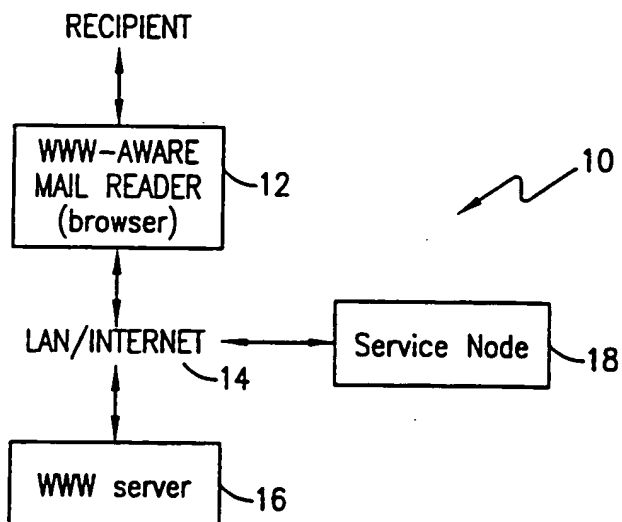 RECIPIENT
WWW-AWARE
MAIL READER
(browser)
12
10
LAN/INTERNET
14
Service Node
18
WWW server
16